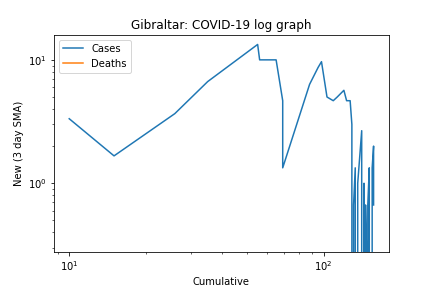 Gibraltar: COVID-19 log graph
Cases
Deaths
10¹
10⁰
New (3 day SMA)
10¹ 10²
Cumulative